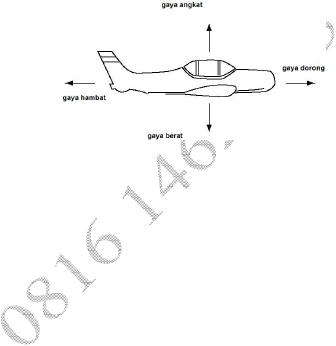 gaya angkat
gaya dorong
gaya hambat
gaya berat
0816 146